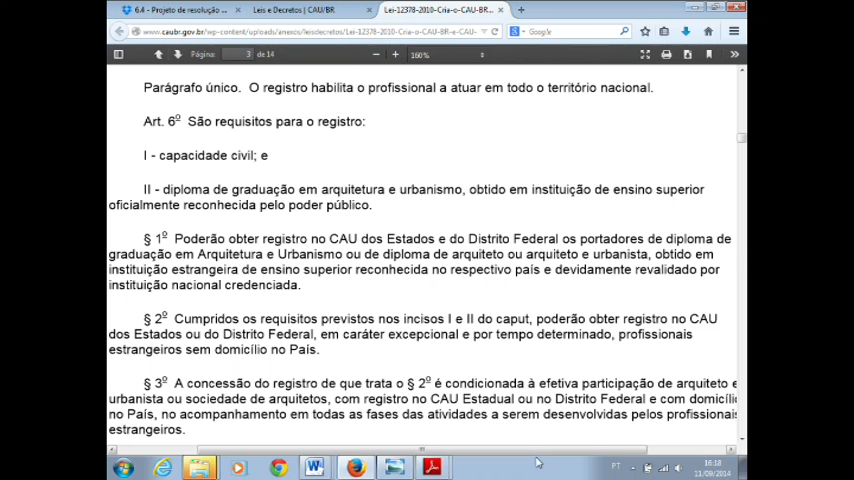 6.4 - Projeto de resolução ...
Leis e Decretos | CAU/BR
Lei-12378-2010-Cria-o-CAU-BR...
www.caubr.gov.br/wp-content/uploads/anexos/leisdecretos/Lei-12378-2010-Cria-o-CAU-BR-e-CAU-
Google
Página: 3 de 14
160%
Parágrafo único. O registro habilita o profissional a atuar em todo o território nacional.
Art. 6º São requisitos para o registro:
I - capacidade civil; e
II - diploma de graduação em arquitetura e urbanismo, obtido em instituição de ensino superior
oficialmente reconhecida pelo poder público.
§ 1º Poderão obter registro no CAU dos Estados e do Distrito Federal os portadores de diploma de
graduação em Arquitetura e Urbanismo ou de diploma de arquiteto ou arquiteto e urbanista, obtido em
instituição estrangeira de ensino superior reconhecida no respectivo país e devidamente revalidado por
instituição nacional credenciada.
§ 2º Cumpridos os requisitos previstos nos incisos I e II do caput, poderão obter registro no CAU
dos Estados ou do Distrito Federal, em caráter excepcional e por tempo determinado, profissionais
estrangeiros sem domicílio no País.
§ 3º A concessão do registro de que trata o § 2º é condicionada à efetiva participação de arquiteto e
urbanista ou sociedade de arquitetos, com registro no CAU Estadual ou no Distrito Federal e com domicílio
no País, no acompanhamento em todas as fases das atividades a serem desenvolvidas pelos profissionais
estrangeiros.
PT
16:18
11/09/2014